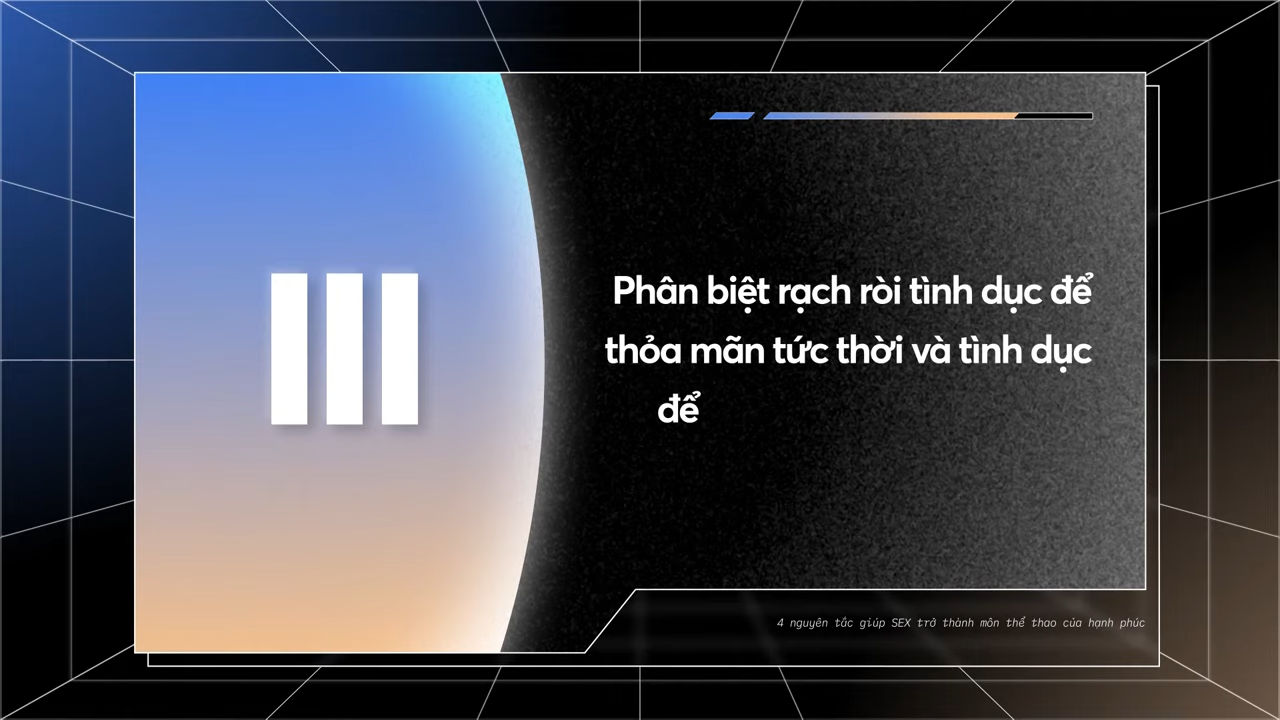 III
Phân biệt rạch ròi tình dục để
thỏa mãn tức thời và tình dục
để
4 nguyên tắc giúp SEX trở thành môn thể thao của hạnh phúc